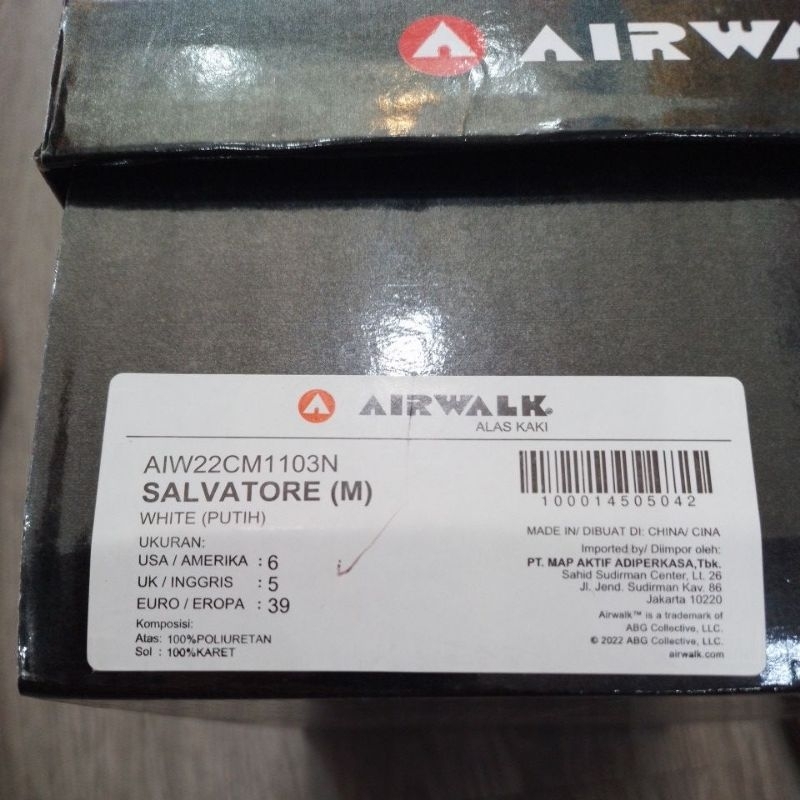 AIRWA
AIRWALK
ALAS KAKI
AIW22CM1103N
SALVATORE (M)
WHITE (PUTIH)
UKURAN:
USA / AMERIKA : 6
UK / INGGRIS : 5
EURO / EROPA : 39
Komposisi:
Atas: 100%POLIURETAN
Sol : 100%KARET
100014505042
MADE IN/ DIBUAT DI: CHINA/ CINA
Imported by/ Diimpor oleh:
PT. MAP AKTIF ADIPERKASA,Tbk.
Sahid Sudirman Center, Lt. 26
Jl. Jend. Sudirman Kav. 86
Jakarta 10220
Airwalk™ is a trademark of
ABG Collective, LLC.
© 2022 ABG Collective, LLC.
airwalk.com